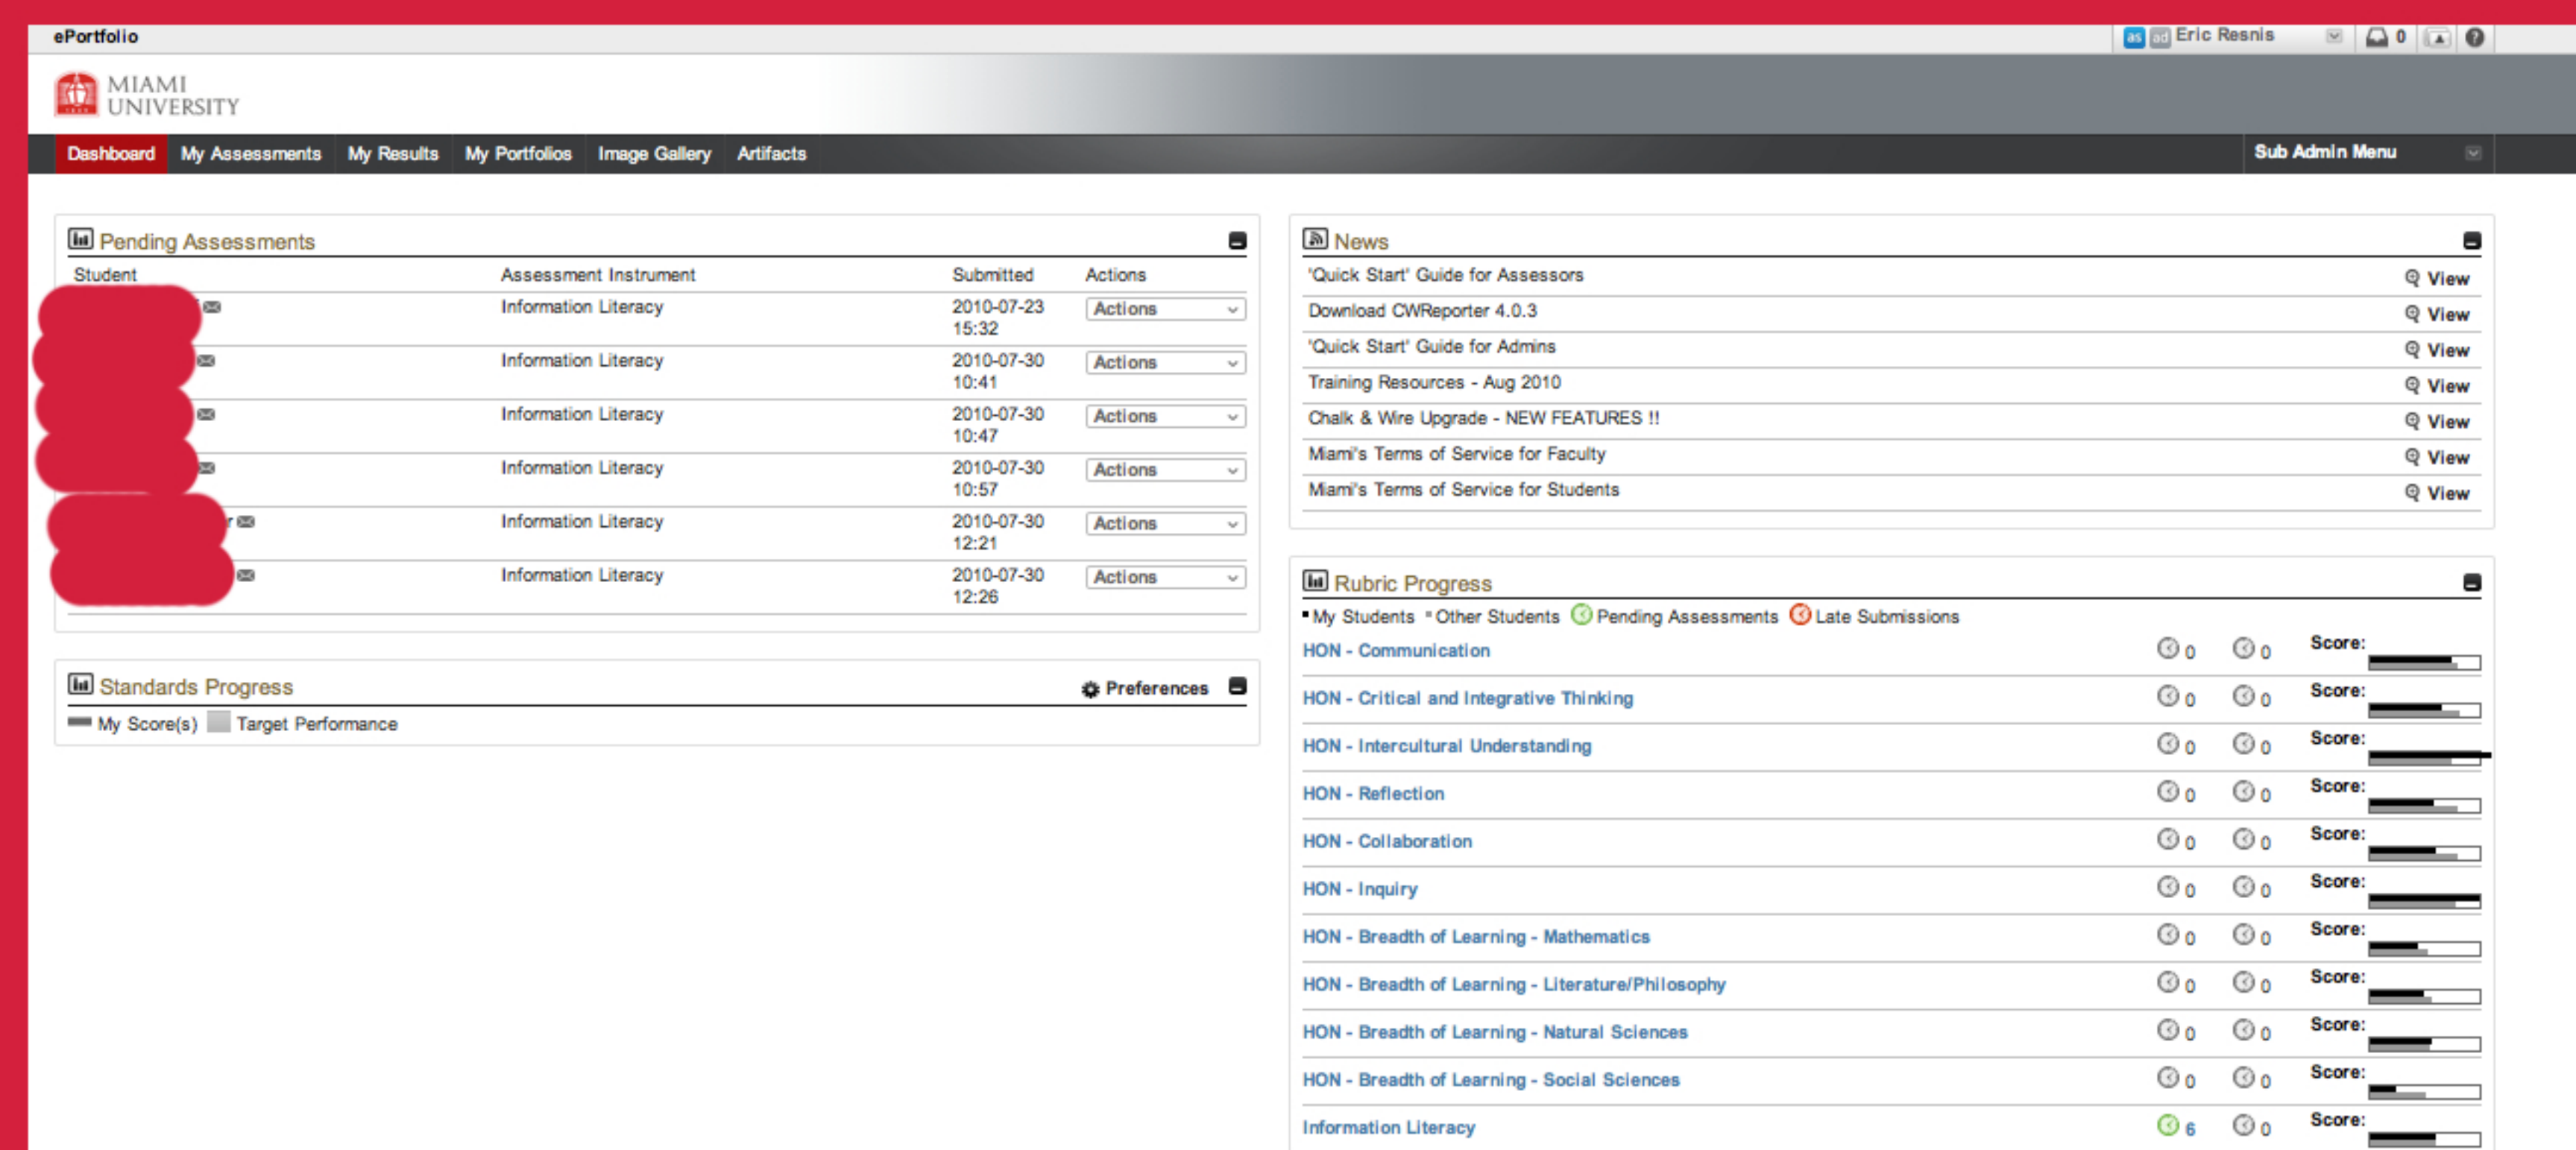 ePortfolio
as ad Eric Resnis 0
MIAMI
UNIVERSITY
Dashboard My Assessments My Results My Portfolios Image Gallery Artifacts Sub Admin Menu
Pending Assessments
Student Assessment Instrument Submitted Actions
Information Literacy 2010-07-23 Actions
15:32
Information Literacy 2010-07-30 Actions
10:41
Information Literacy 2010-07-30 Actions
10:47
Information Literacy 2010-07-30 Actions
10:57
r Information Literacy 2010-07-30 Actions
12:21
Information Literacy 2010-07-30 Actions
12:26
Standards Progress Preferences
My Score(s) Target Performance
News
'Quick Start' Guide for Assessors View
Download CWReporter 4.0.3 View
'Quick Start' Guide for Admins View
Training Resources - Aug 2010 View
Chalk & Wire Upgrade - NEW FEATURES !! View
Miami's Terms of Service for Faculty View
Miami's Terms of Service for Students View
Rubric Progress
My Students Other Students Pending Assessments Late Submissions
HON - Communication 0 0 Score:
HON - Critical and Integrative Thinking 0 0 Score:
HON - Intercultural Understanding 0 0 Score:
HON - Reflection 0 0 Score:
HON - Collaboration 0 0 Score:
HON - Inquiry 0 0 Score:
HON - Breadth of Learning - Mathematics 0 0 Score:
HON - Breadth of Learning - Literature/Philosophy 0 0 Score:
HON - Breadth of Learning - Natural Sciences 0 0 Score:
HON - Breadth of Learning - Social Sciences 0 0 Score:
Information Literacy 6 0 Score: